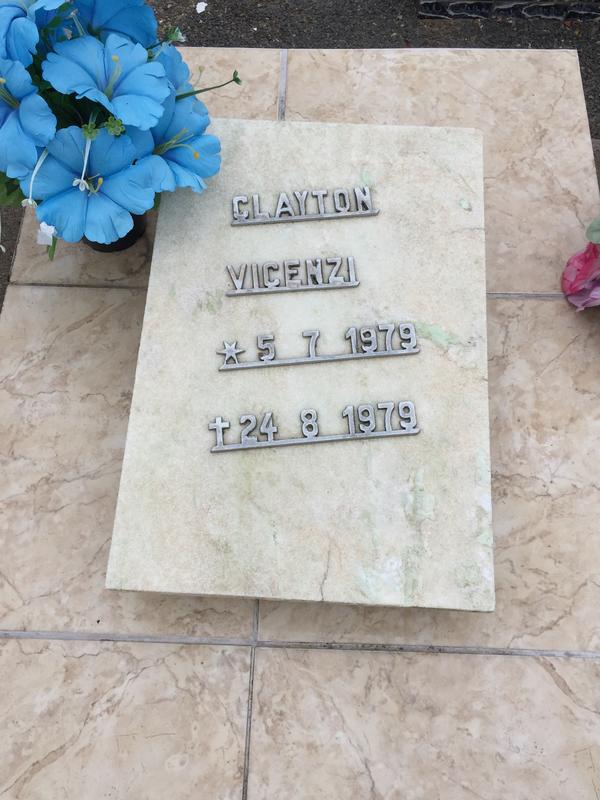 CLAYTON
VICENZI
★ 5 7 1979
✝ 24 8 1979